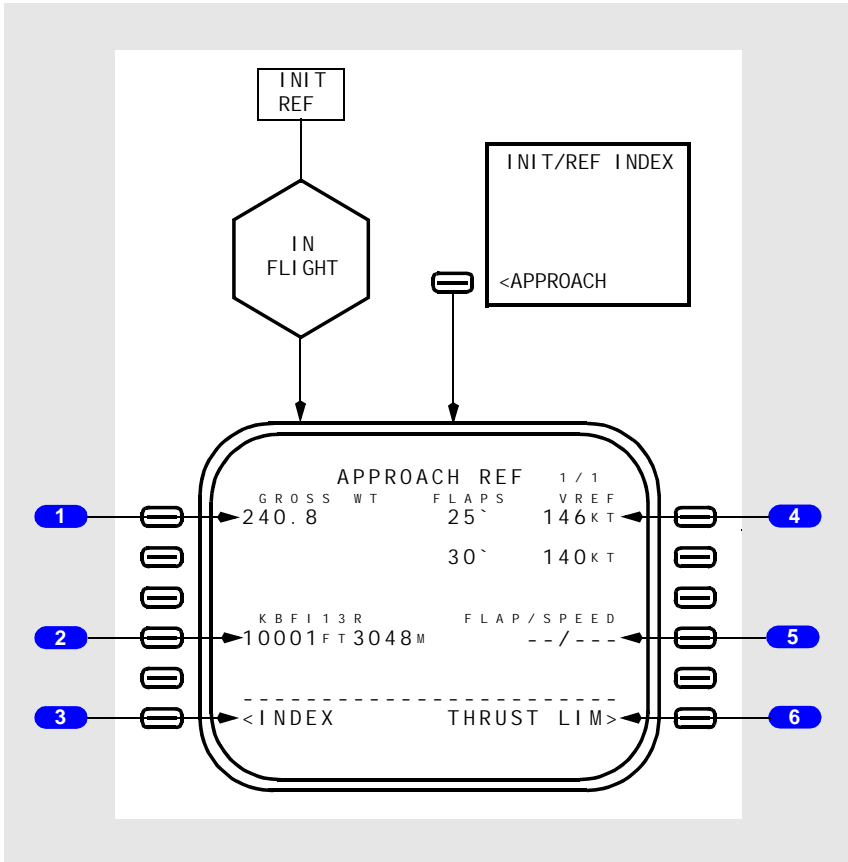 INIT
REF
INIT/REF INDEX
IN
FLIGHT
<APPROACH
APPROACH REF 1/1
GROSS WT FLAPS VREF
1 240.8 25` 146KT 4
30` 140KT
KBFI13R FLAP/SPEED
2 10001FT3048M --/--- 5
------------------------
3 <INDEX THRUST LIM> 6